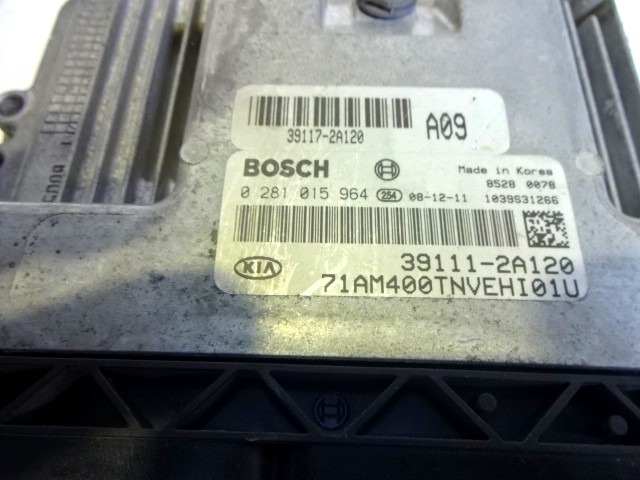 39117-2A120
A09
BOSCH
Made in Korea
8528 0078
0 281 015 964 254 08-12-11 1039S31266
39111-2A120
KIA
71AM400TNVEHI01U